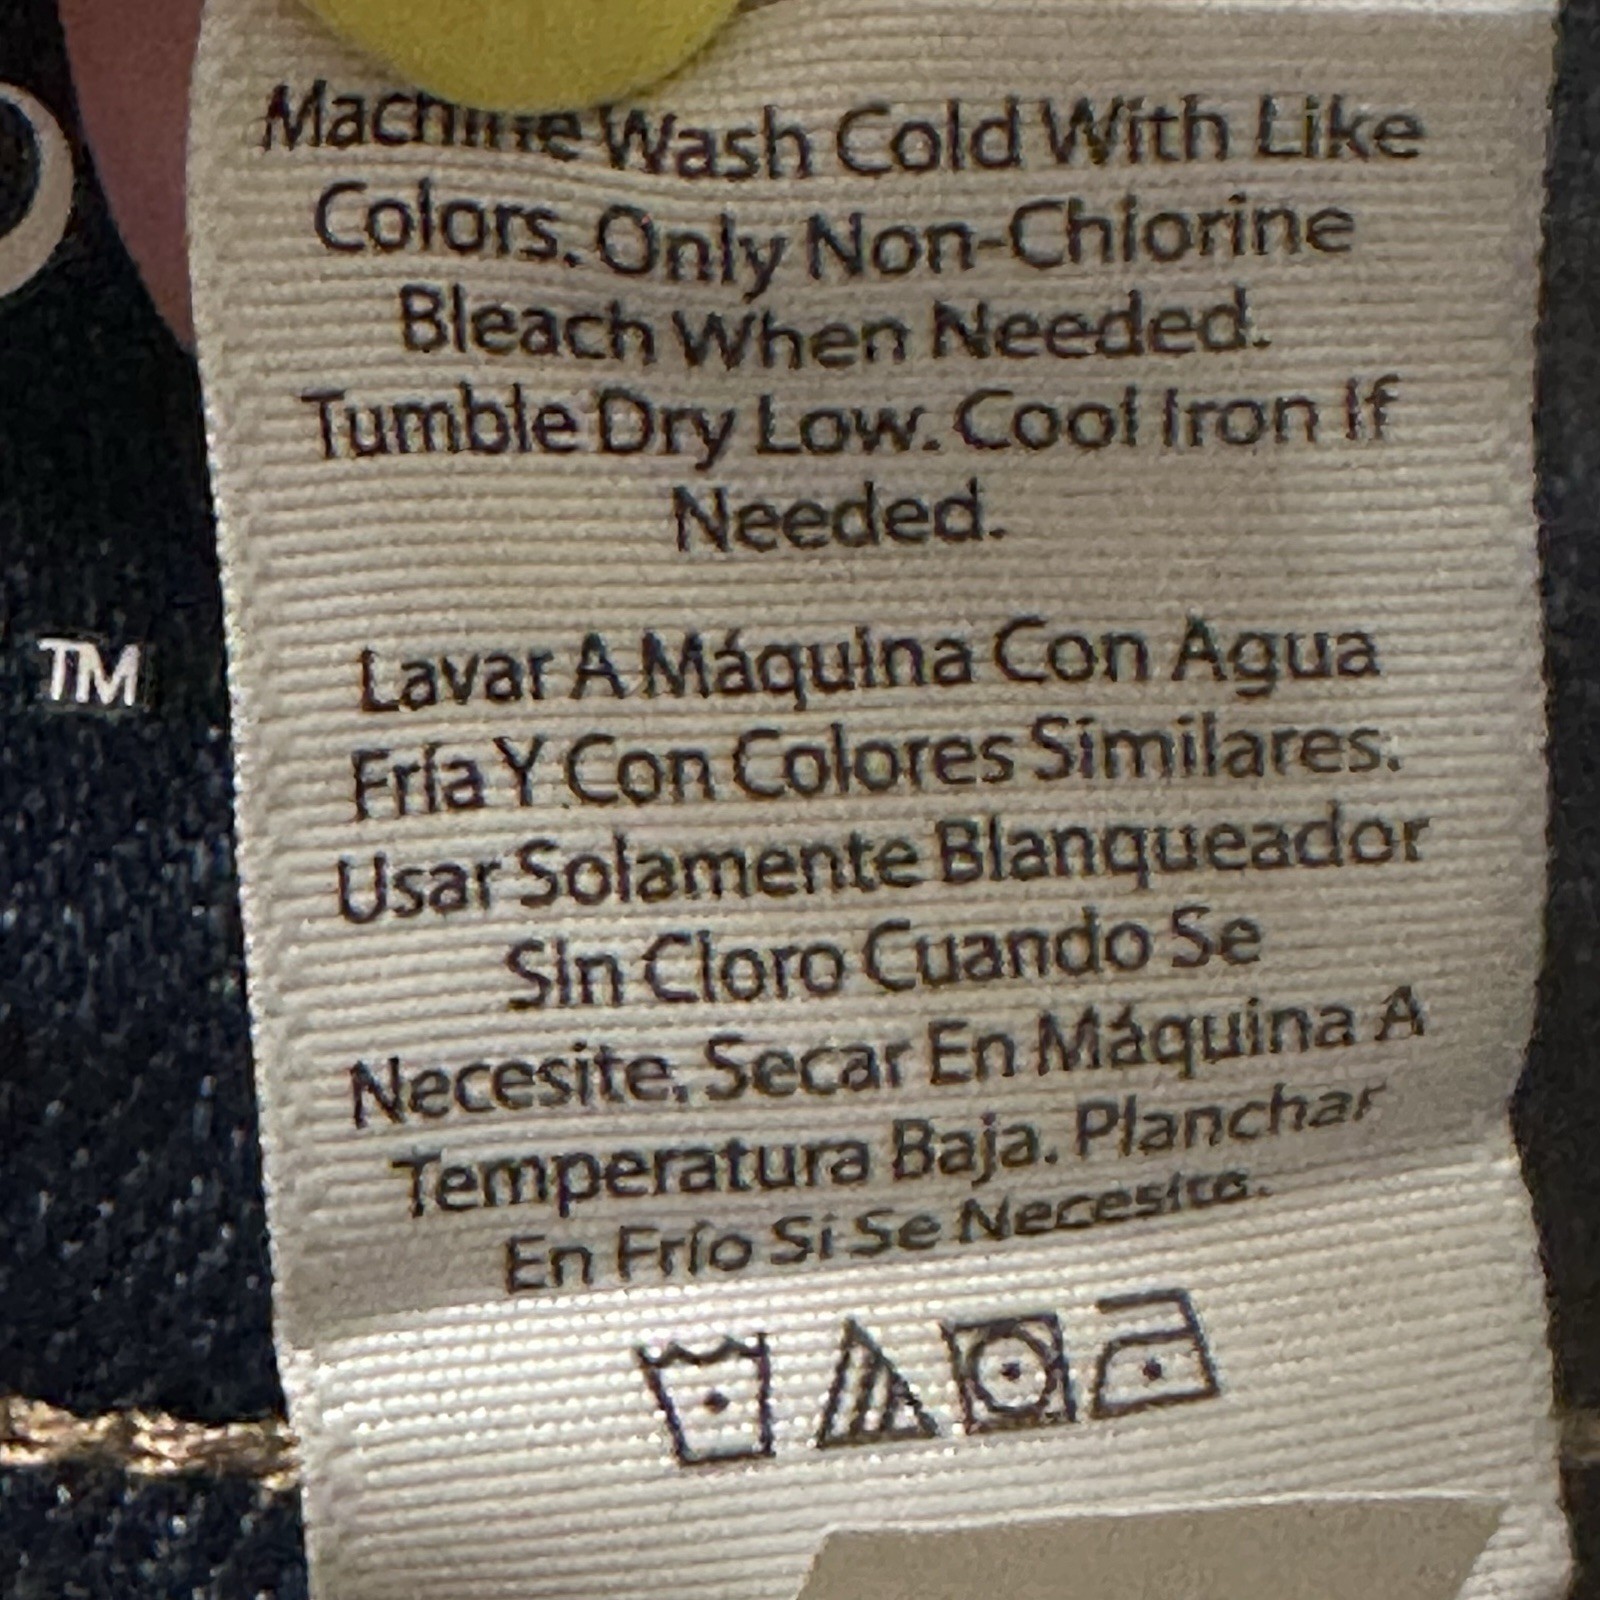 Machine Wash Cold With Like
Colors. Only Non-Chlorine
Bleach When Needed.
Tumble Dry Low. Cool Iron If
Needed.
Lavar A Máquina Con Agua
Fría Y Con Colores Similares.
Usar Solamente Blanqueador
Sin Cloro Cuando Se
Necesite. Secar En Máquina A
Temperatura Baja. Planchar
En Frío Si Se Necesita.
TM